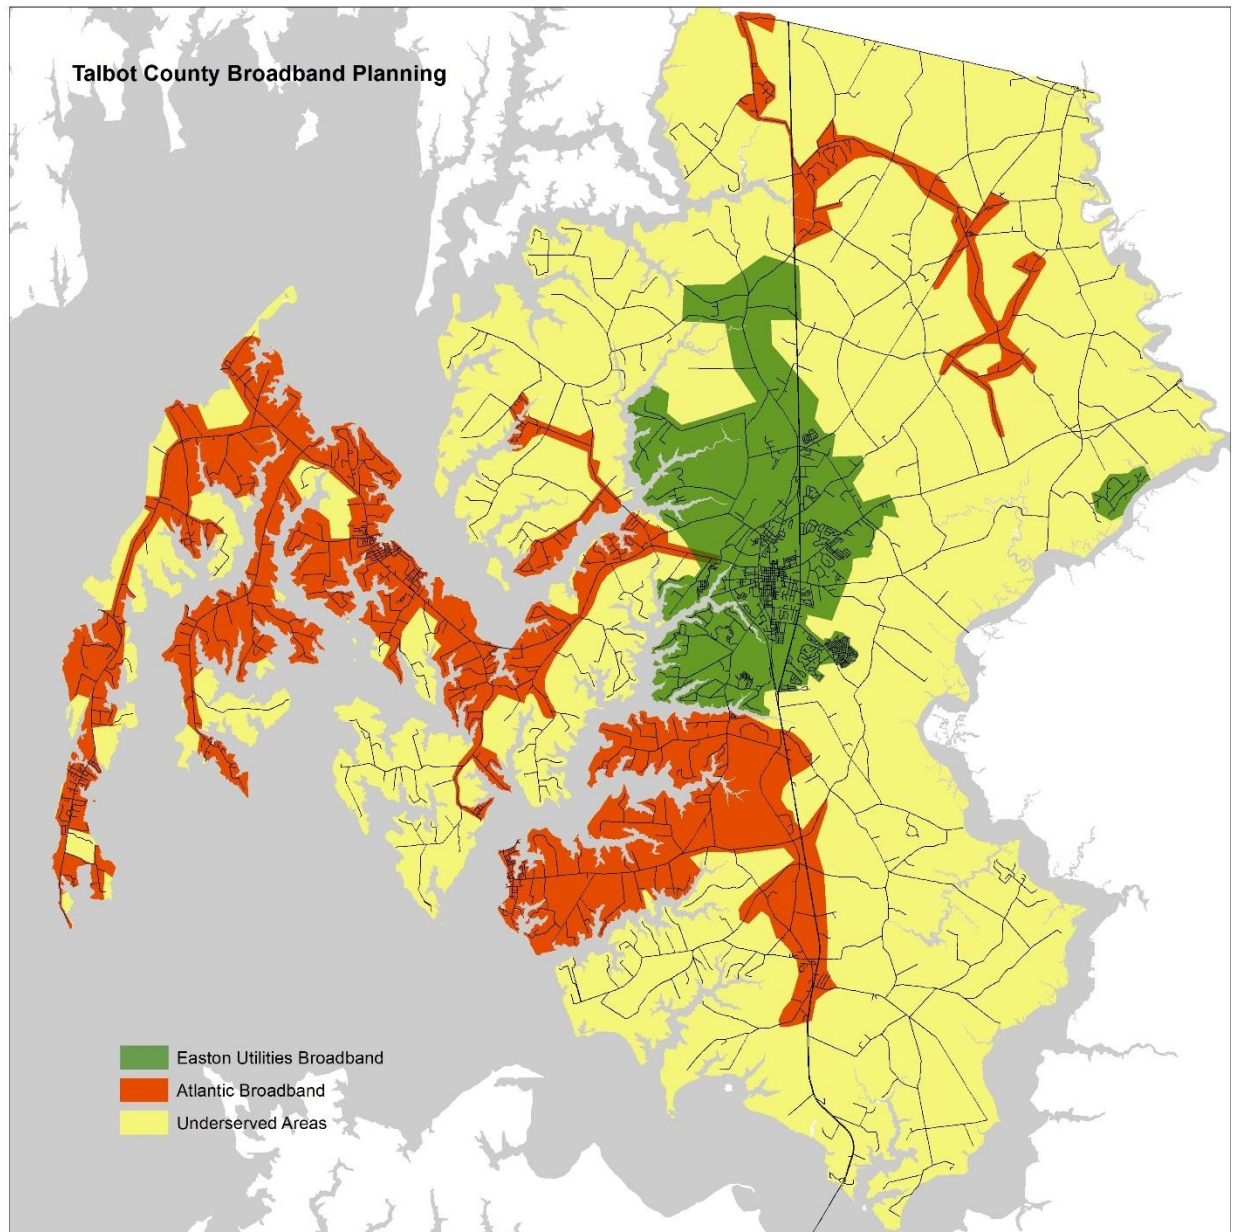 Talbot County Broadband Planning
Easton Utilities Broadband
Atlantic Broadband
Underserved Areas